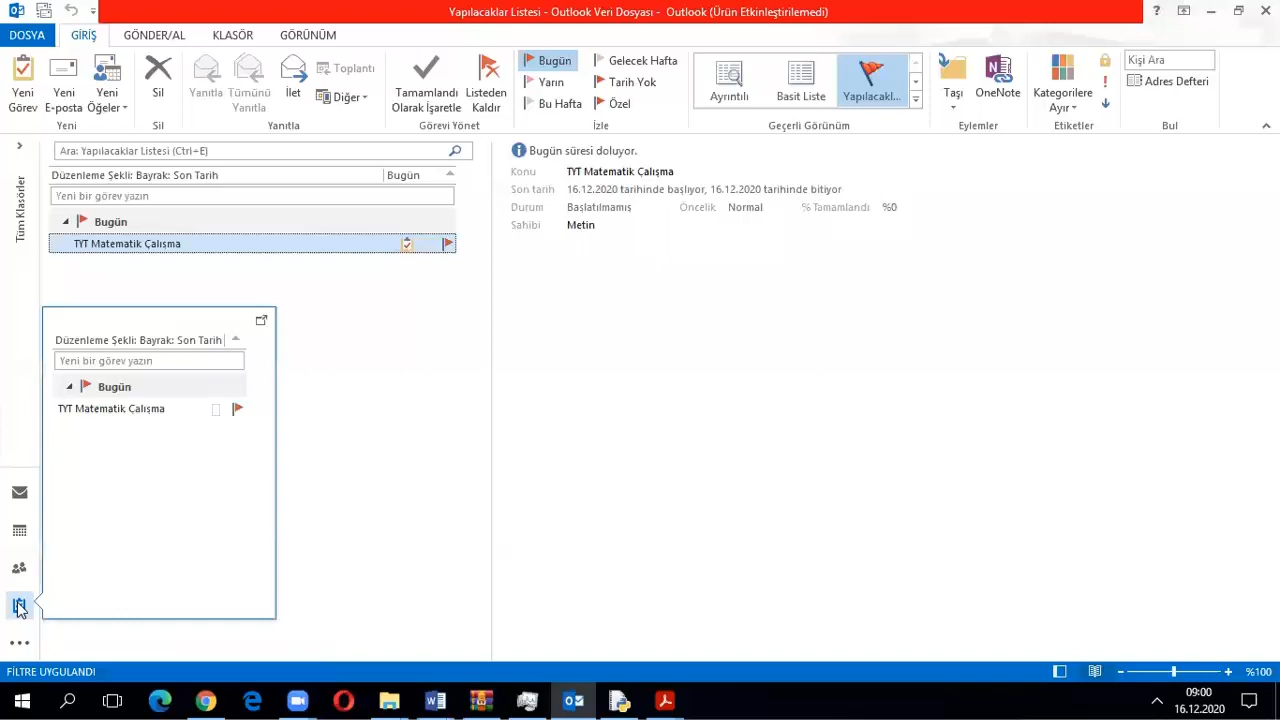 Yapılacaklar Listesi - Outlook Veri Dosyası - Outlook (Ürün Etkinleştirilemedi)
DOSYA GİRİŞ GÖNDER/AL KLASÖR GÖRÜNÜM
Yeni Görev
Yeni E-posta
Yeni Öğeler
Yeni
Sil
Sil
Yanıtla
Tümünü Yanıtla
İlet
Toplantı
Diğer
Yanıtla
Tamamlandı Olarak İşaretle
Listeden Kaldır
Görevi Yönet
Bugün
Yarın
Bu Hafta
Gelecek Hafta
Tarih Yok
Özel
İzle
Ayrıntılı
Basit Liste
Yapılacakl...
Geçerli Görünüm
Taşı
OneNote
Eylemler
Kategorilere Ayır
Etiketler
Kişi Ara
Adres Defteri
Bul
Tüm Klasörler
Ara: Yapılacaklar Listesi (Ctrl+E)
Düzenleme Şekli: Bayrak: Son Tarih Bugün
Yeni bir görev yazın
Bugün
TYT Matematik Çalışma
Bugün süresi doluyor.
Konu TYT Matematik Çalışma
Son tarih 16.12.2020 tarihinde başlıyor, 16.12.2020 tarihinde bitiyor
Durum Başlatılmamış Öncelik Normal % Tamamlandı %0
Sahibi Metin
Düzenleme Şekli: Bayrak: Son Tarih
Yeni bir görev yazın
Bugün
TYT Matematik Çalışma
FİLTRE UYGULANDI
%100
09:00
16.12.2020